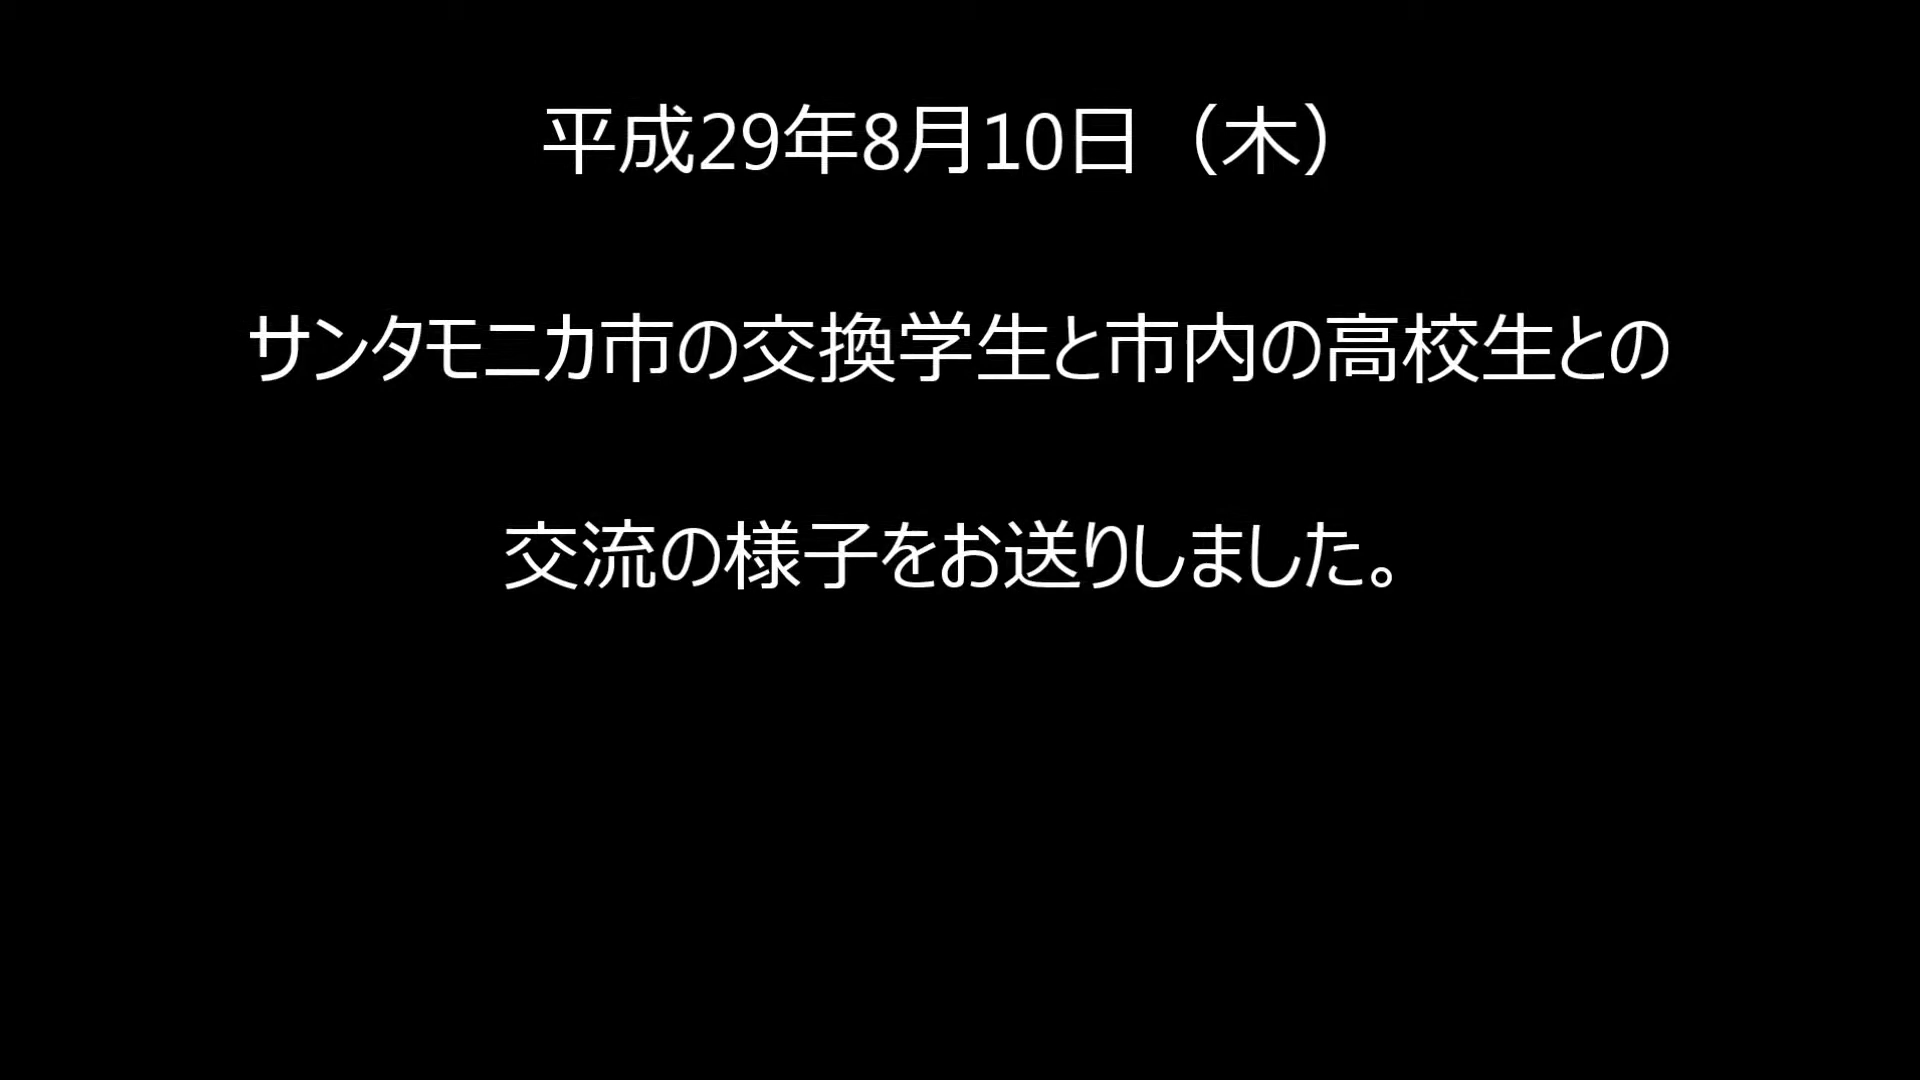 平成29年8月10日（木）
サンタモニカ市の交換学生と市内の高校生との
交流の様子をお送りしました。